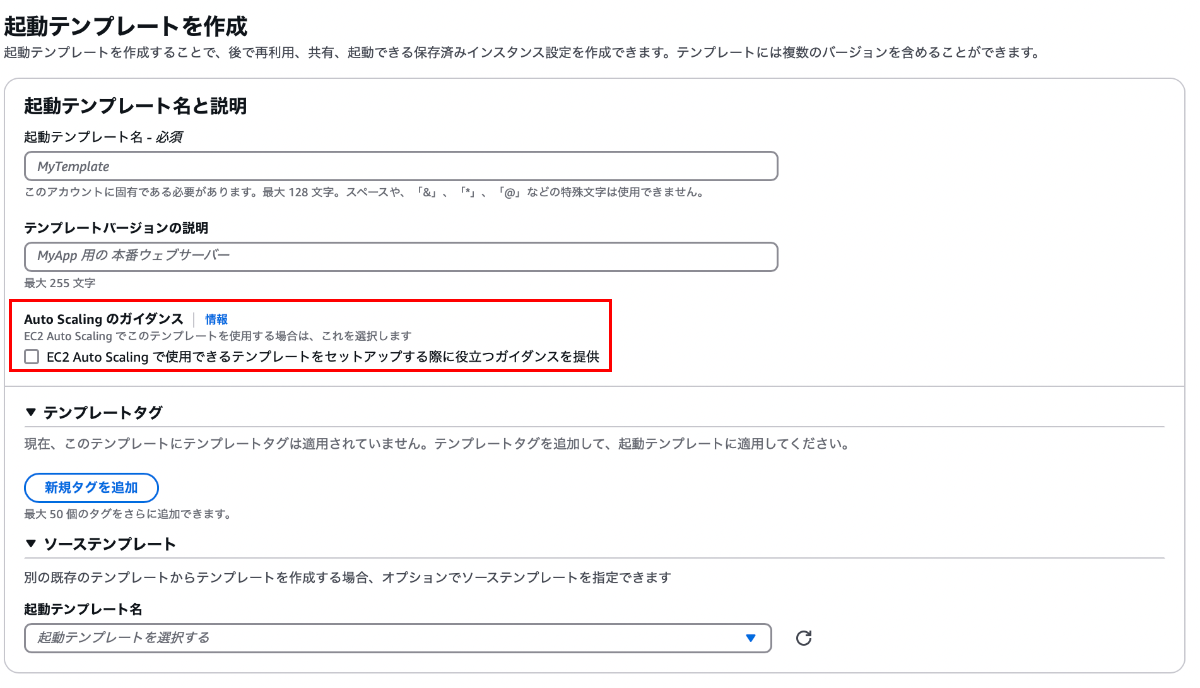 起動テンプレートを作成
起動テンプレートを作成することで、後で再利用、共有、起動できる保存済みインスタンス設定を作成できます。テンプレートには複数のバージョンを含めることができます。
起動テンプレート名と説明
起動テンプレート名 - 必須
MyTemplate
このアカウントに固有である必要があります。最大 128 文字。スペースや、「&」、「*」、「@」などの特殊文字は使用できません。
テンプレートバージョンの説明
MyApp 用の 本番ウェブサーバー
最大 255 文字
Auto Scaling のガイダンス 情報
EC2 Auto Scaling でこのテンプレートを使用する場合は、これを選択します
EC2 Auto Scaling で使用できるテンプレートをセットアップする際に役立つガイダンスを提供
▼ テンプレートタグ
現在、このテンプレートにテンプレートタグは適用されていません。テンプレートタグを追加して、起動テンプレートに適用してください。
新規タグを追加
最大 50 個のタグをさらに追加できます。
▼ ソーステンプレート
別の既存のテンプレートからテンプレートを作成する場合、オプションでソーステンプレートを指定できます
起動テンプレート名
起動テンプレートを選択する